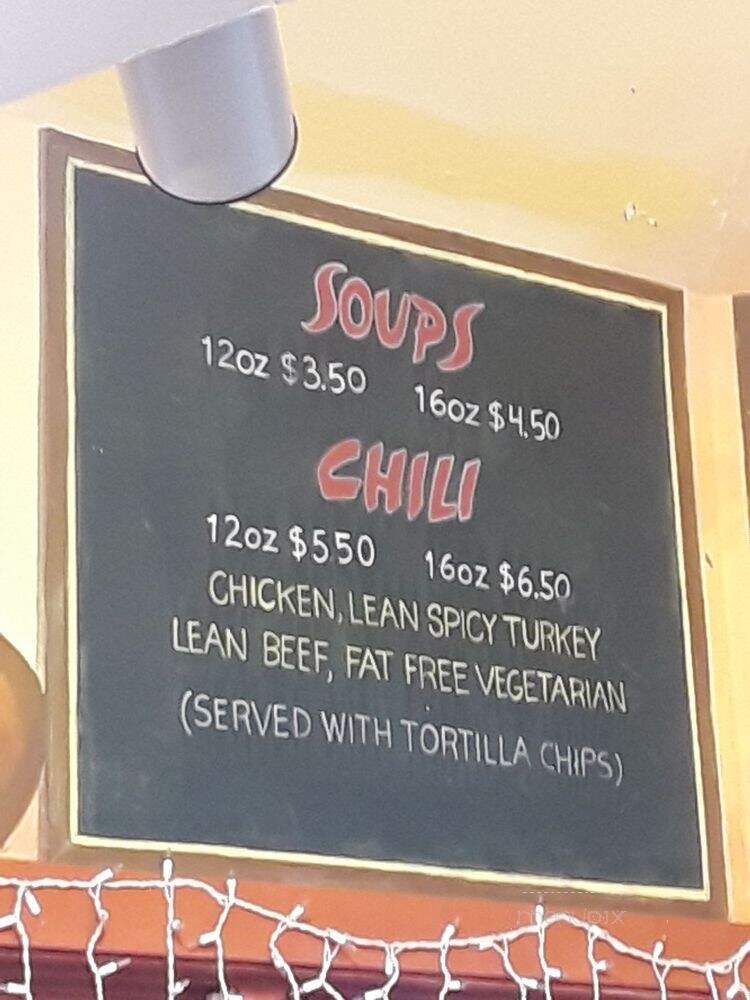 SOUPS
12oz $3.50 16oz $4.50
CHILI
12oz $5.50 16oz $6.50
CHICKEN, LEAN SPICY TURKEY
LEAN BEEF, FAT FREE VEGETARIAN
(SERVED WITH TORTILLA CHIPS)